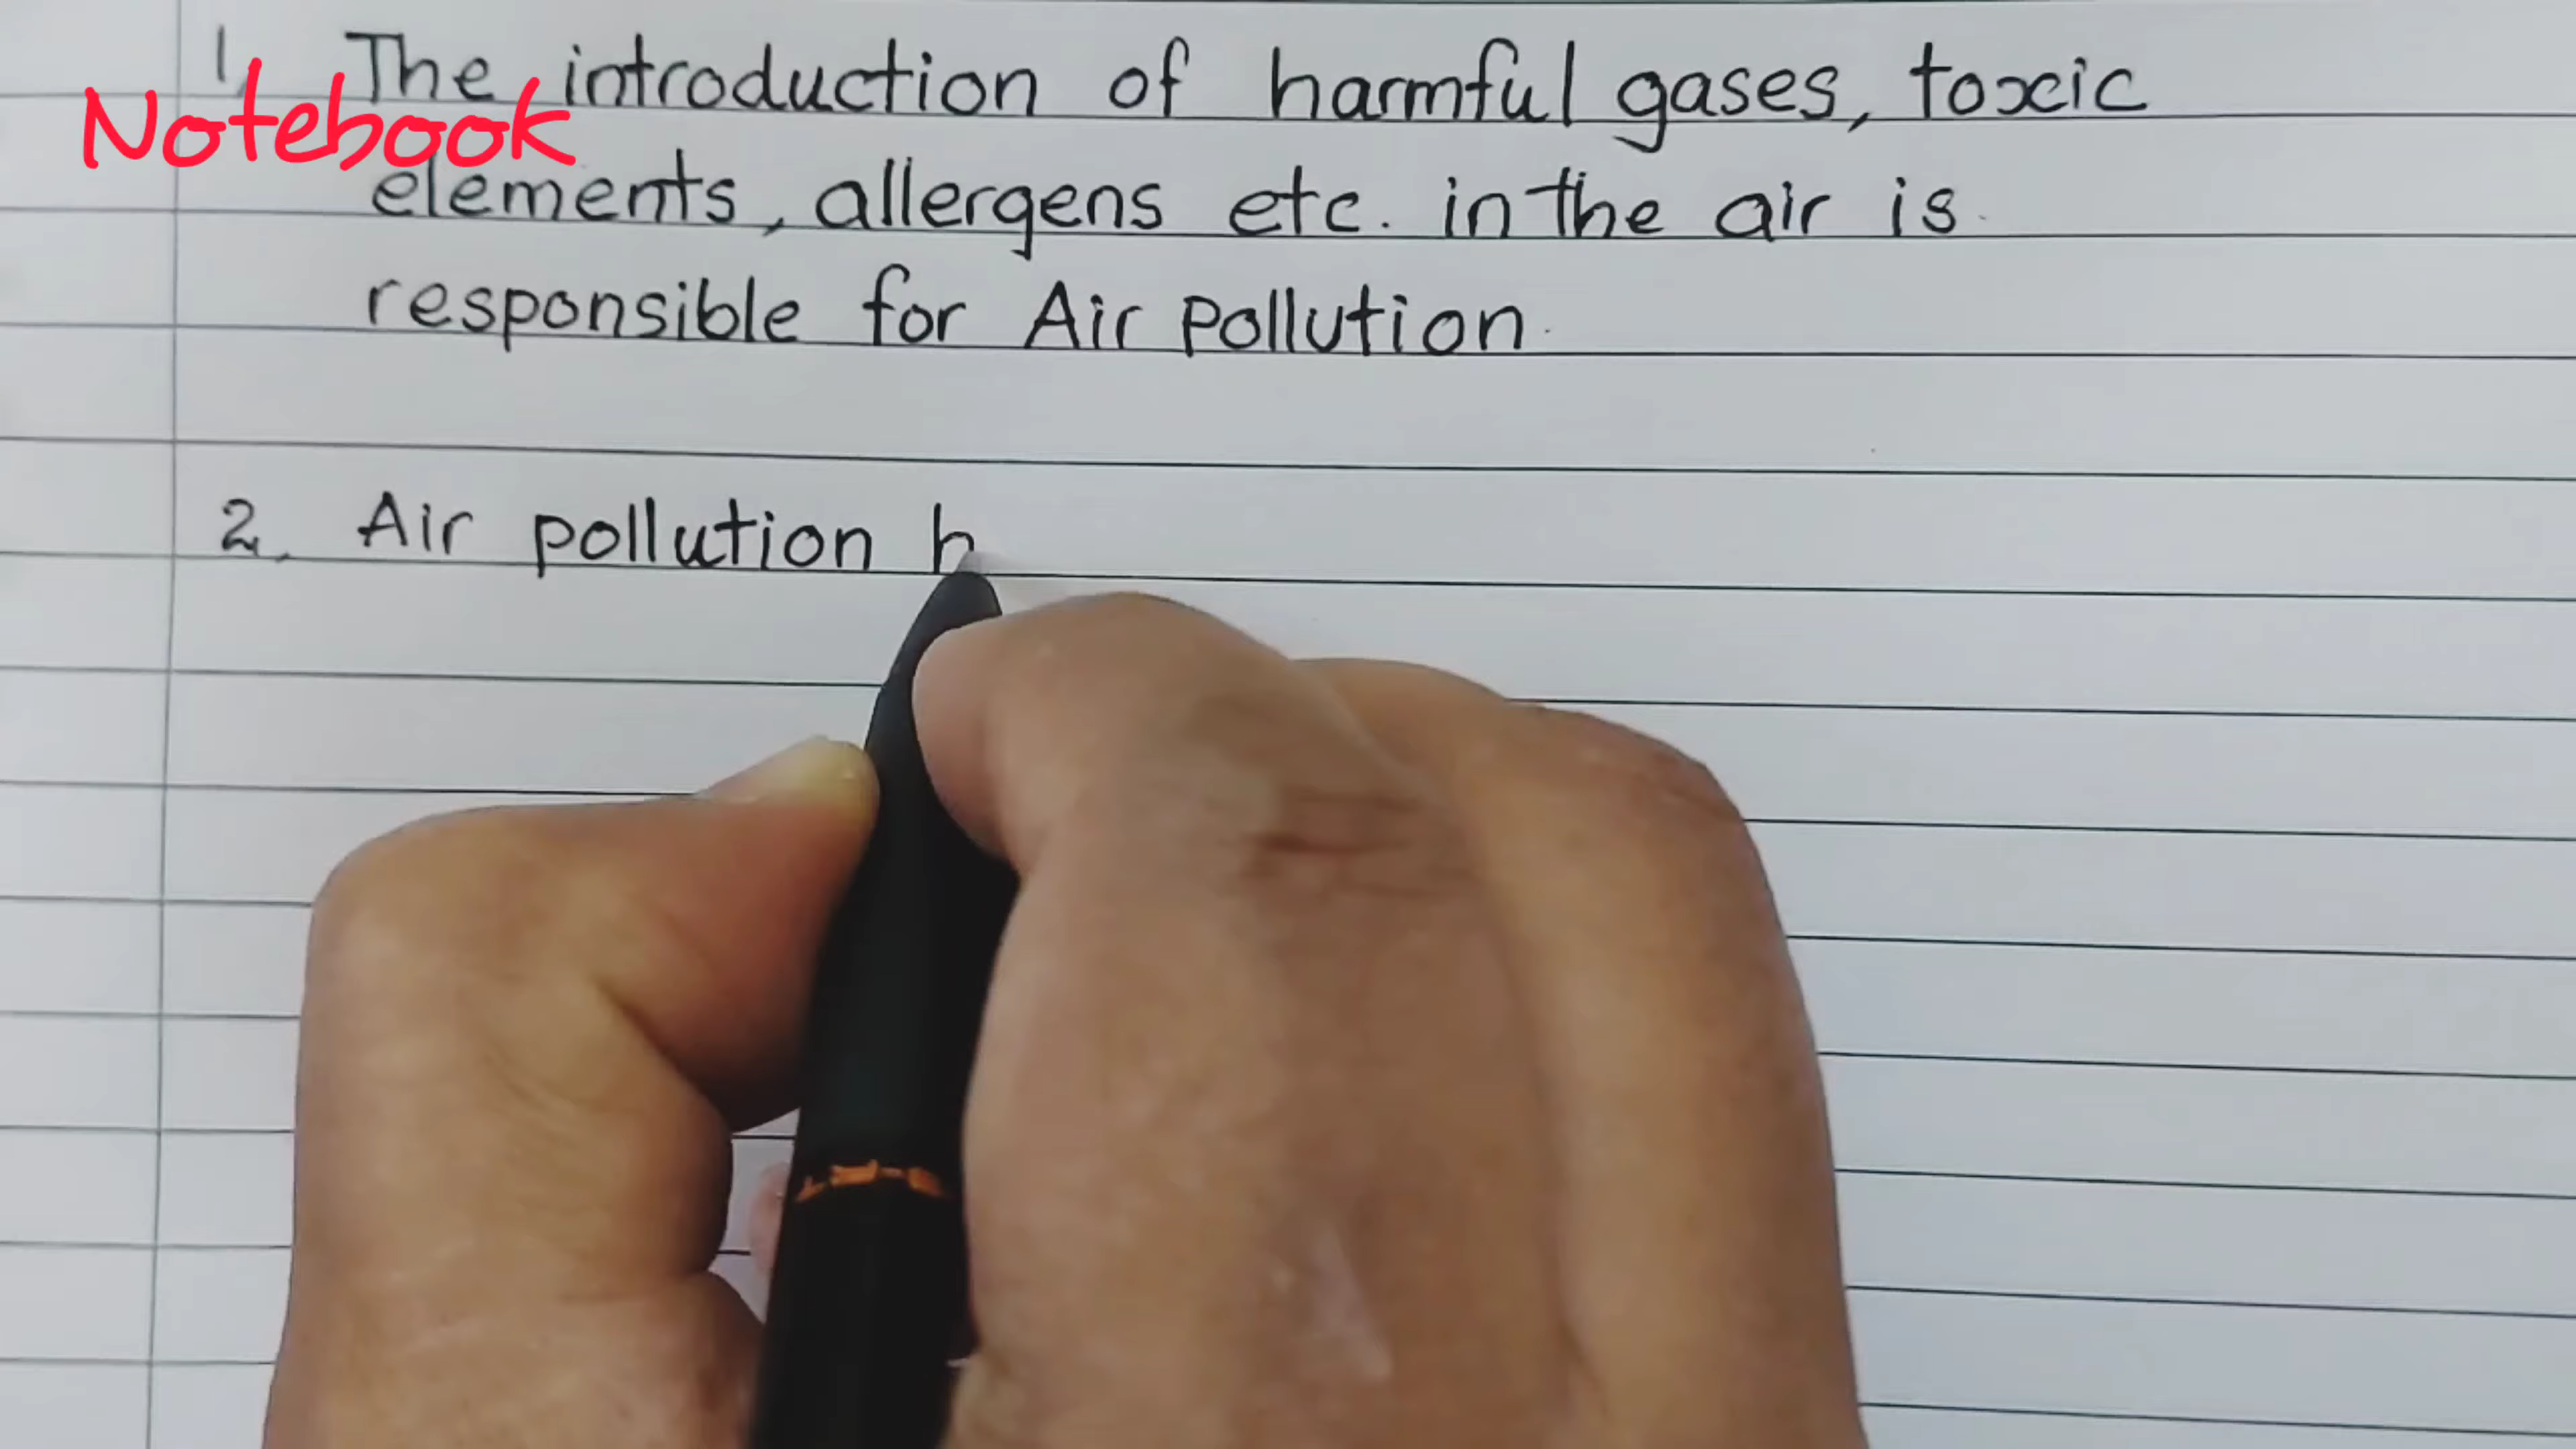 1. The introduction of harmful gases, toxic
Notebook
elements, allergens etc. in the air is
responsible for Air Pollution.
2. Air pollution h